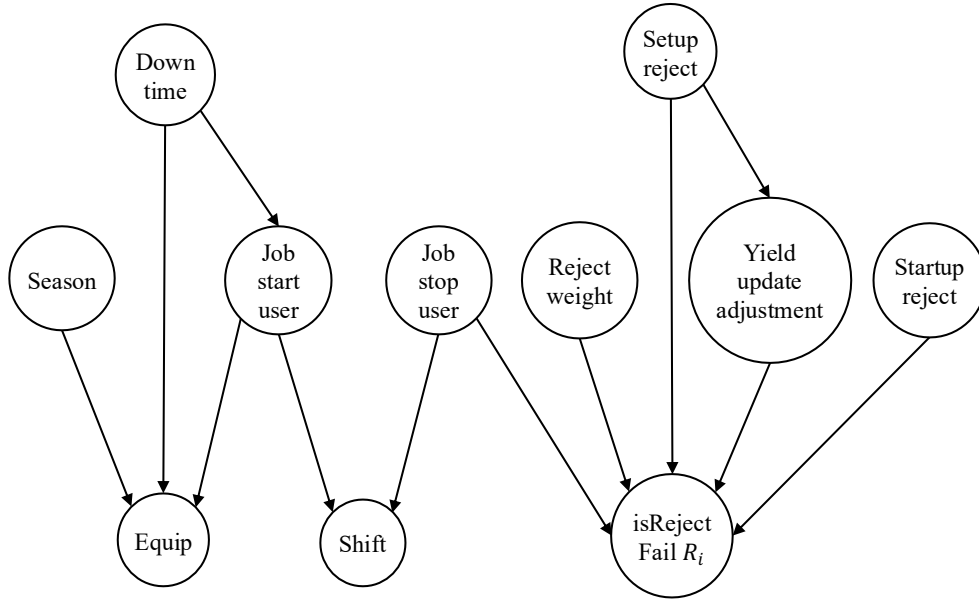 Down
time
Setup
reject
Season
Job
start
user
Job
stop
user
Reject
weight
Yield
update
adjustment
Startup
reject
Equip
Shift
isReject
Fail R_i